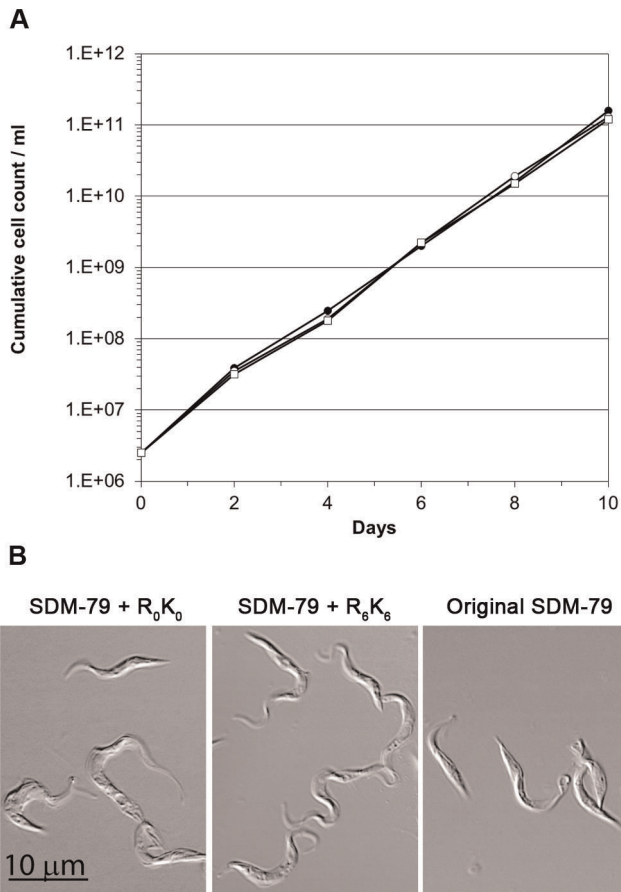 A
Cumulative cell count / ml
1.E+12
1.E+11
1.E+10
1.E+09
1.E+08
1.E+07
1.E+06
0 2 4 6 8 10
Days
B
SDM-79 + R₀K₀ SDM-79 + R₆K₆ Original SDM-79
10 μm